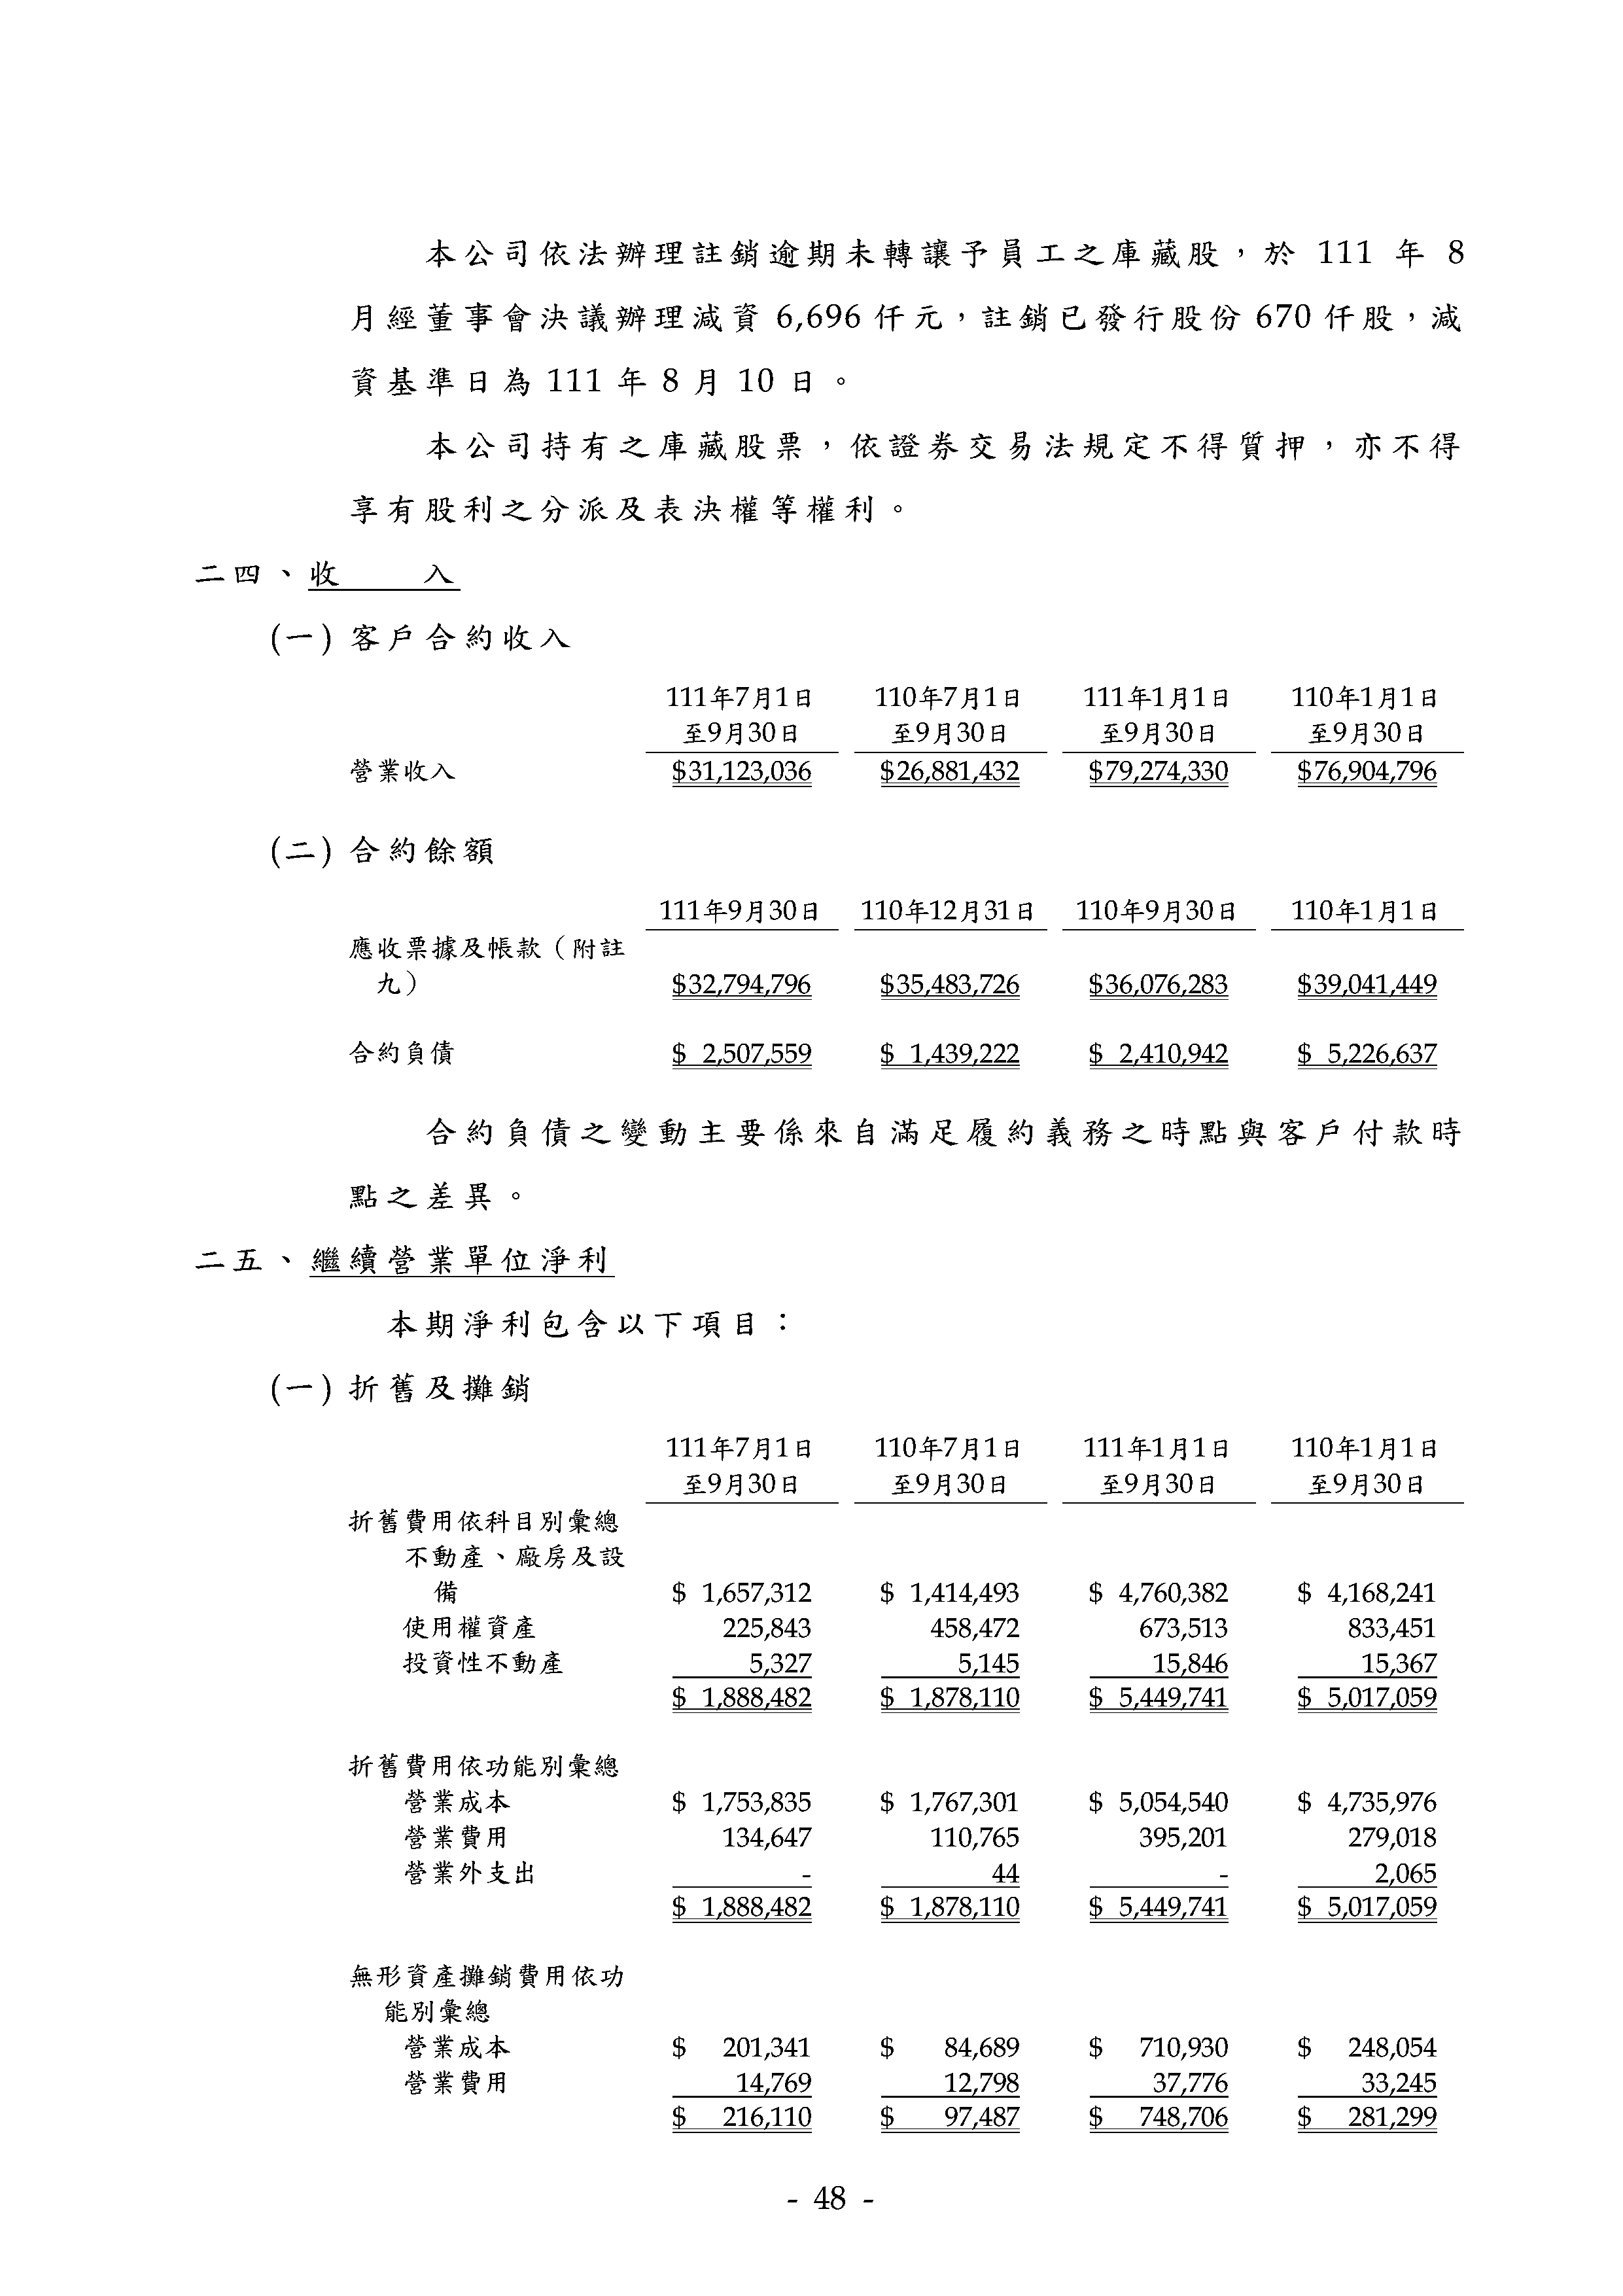 本公司依法辦理註銷逾期未轉讓予員工之庫藏股，於 111 年 8
月經董事會決議辦理減資 6,696 仟元，註銷已發行股份 670 仟股，減
資基準日為 111 年 8 月 10 日。
本公司持有之庫藏股票，依證券交易法規定不得質押，亦不得
享有股利之分派及表決權等權利。
二四、收　　入
(一) 客戶合約收入
111年7月1日 110年7月1日 111年1月1日 110年1月1日
至9月30日 至9月30日 至9月30日 至9月30日
營業收入 $31,123,036 $26,881,432 $79,274,330 $76,904,796
(二) 合約餘額
111年9月30日 110年12月31日 110年9月30日 110年1月1日
應收票據及帳款（附註
九） $32,794,796 $35,483,726 $36,076,283 $39,041,449
合約負債 $ 2,507,559 $ 1,439,222 $ 2,410,942 $ 5,226,637
合約負債之變動主要係來自滿足履約義務之時點與客戶付款時
點之差異。
二五、繼續營業單位淨利
本期淨利包含以下項目：
(一) 折舊及攤銷
111年7月1日 110年7月1日 111年1月1日 110年1月1日
至9月30日 至9月30日 至9月30日 至9月30日
折舊費用依科目別彙總
不動產、廠房及設
備 $ 1,657,312 $ 1,414,493 $ 4,760,382 $ 4,168,241
使用權資產 225,843 458,472 673,513 833,451
投資性不動產 5,327 5,145 15,846 15,367
$ 1,888,482 $ 1,878,110 $ 5,449,741 $ 5,017,059
折舊費用依功能別彙總
營業成本 $ 1,753,835 $ 1,767,301 $ 5,054,540 $ 4,735,976
營業費用 134,647 110,765 395,201 279,018
營業外支出 - 44 - 2,065
$ 1,888,482 $ 1,878,110 $ 5,449,741 $ 5,017,059
無形資產攤銷費用依功
能別彙總
營業成本 $ 201,341 $ 84,689 $ 710,930 $ 248,054
營業費用 14,769 12,798 37,776 33,245
$ 216,110 $ 97,487 $ 748,706 $ 281,299
- 48 -